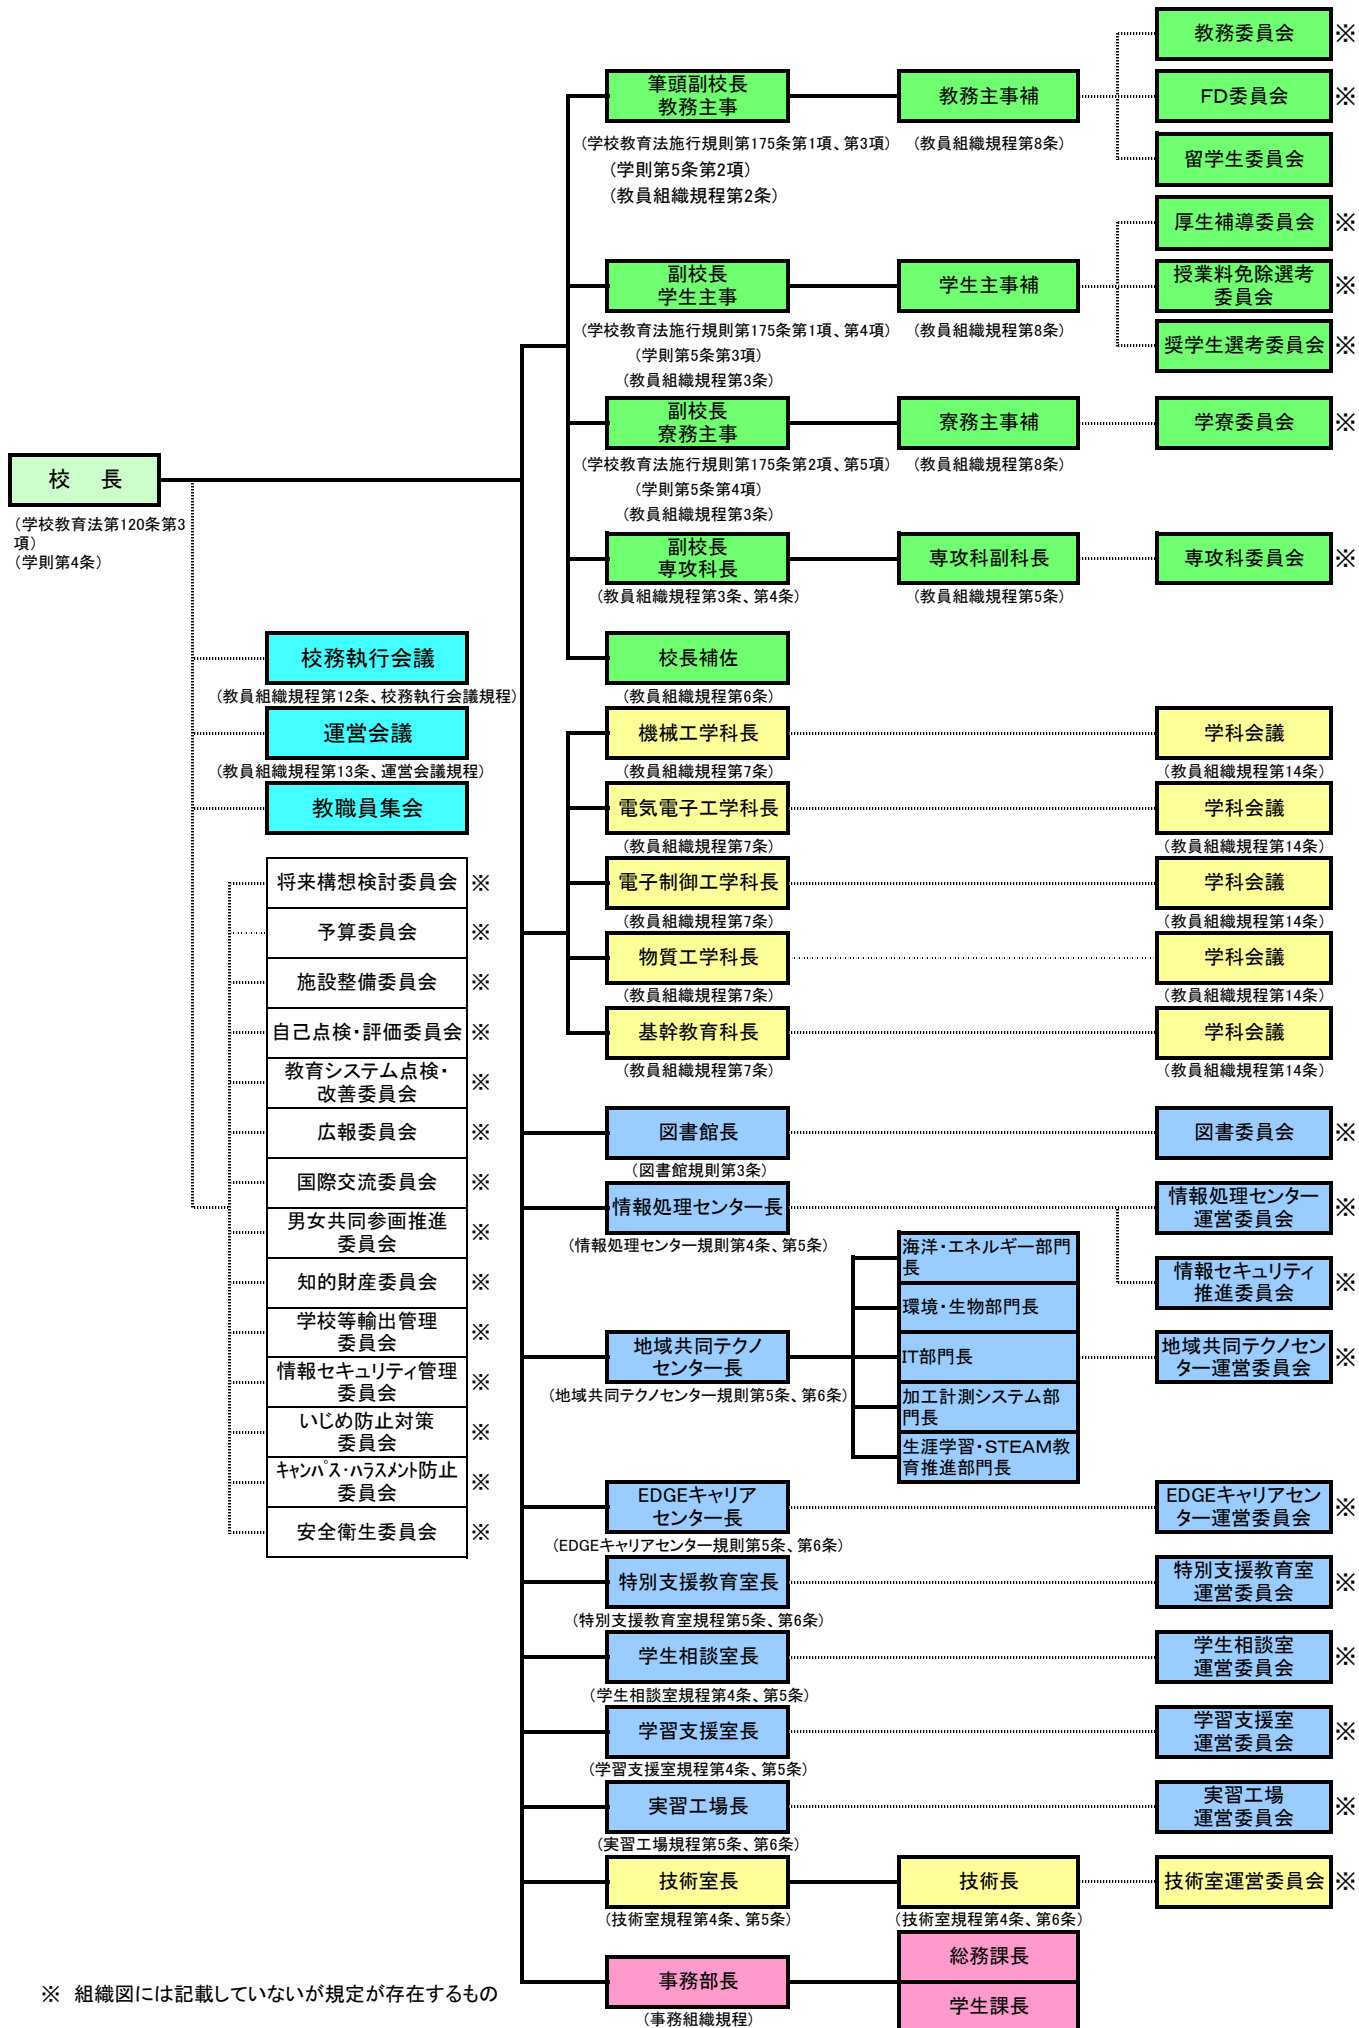 教務委員会
※
筆頭副校長
教務主事
教務主事補
FD委員会
※
(学校教育法施行規則第175条第1項、第3項)
(教員組織規程第8条)
(学則第5条第2項)
(教員組織規程第2条)
留学生委員会
厚生補導委員会
※
副校長
学生主事
学生主事補
授業料免除選考
委員会
※
(学校教育法施行規則第175条第1項、第4項)
(教員組織規程第8条)
(学則第5条第3項)
(教員組織規程第3条)
奨学生選考委員会
※
副校長
寮務主事
寮務主事補
学寮委員会
※
(学校教育法施行規則第175条第2項、第5項)
(教員組織規程第8条)
(学則第5条第4項)
(教員組織規程第3条)
校　長
(学校教育法第120条第3
項)
(学則第4条)
副校長
専攻科長
専攻科副科長
専攻科委員会
※
(教員組織規程第3条、第4条)
(教員組織規程第5条)
校務執行会議
(教員組織規程第12条、校務執行会議規程)
校長補佐
(教員組織規程第6条)
運営会議
(教員組織規程第13条、運営会議規程)
機械工学科長
(教員組織規程第7条)
学科会議
(教員組織規程第14条)
教職員集会
電気電子工学科長
(教員組織規程第7条)
学科会議
(教員組織規程第14条)
将来構想検討委員会
※
電子制御工学科長
(教員組織規程第7条)
学科会議
(教員組織規程第14条)
予算委員会
※
物質工学科長
(教員組織規程第7条)
学科会議
(教員組織規程第14条)
施設整備委員会
※
自己点検・評価委員会
※
基幹教育科長
(教員組織規程第7条)
学科会議
(教員組織規程第14条)
教育システム点検・
改善委員会
※
広報委員会
※
図書館長
(図書館規則第3条)
図書委員会
※
国際交流委員会
※
情報処理センター長
(情報処理センター規則第4条、第5条)
情報処理センター
運営委員会
※
男女共同参画推進
委員会
※
情報セキュリティ
推進委員会
※
知的財産委員会
※
学校等輸出管理
委員会
※
地域共同テクノ
センター長
(地域共同テクノセンター規則第5条、第6条)
海洋・エネルギー部門
長
環境・生物部門長
IT部門長
加工計測システム部
門長
生涯学習・STEAM教
育推進部門長
地域共同テクノセン
ター運営委員会
※
情報セキュリティ管理
委員会
※
いじめ防止対策
委員会
※
キャンパス・ハラスメント防止
委員会
※
安全衛生委員会
※
EDGEキャリア
センター長
(EDGEキャリアセンター規則第5条、第6条)
EDGEキャリアセン
ター運営委員会
※
特別支援教育室長
(特別支援教育室規程第5条、第6条)
特別支援教育室
運営委員会
※
学生相談室長
(学生相談室規程第4条、第5条)
学生相談室
運営委員会
※
学習支援室長
(学習支援室規程第4条、第5条)
学習支援室
運営委員会
※
実習工場長
(実習工場規程第5条、第6条)
実習工場
運営委員会
※
技術室長
(技術室規程第4条、第5条)
技術長
(技術室規程第4条、第6条)
技術室運営委員会
※
事務部長
(事務組織規程)
総務課長
学生課長
※　組織図には記載していないが規定が存在するもの